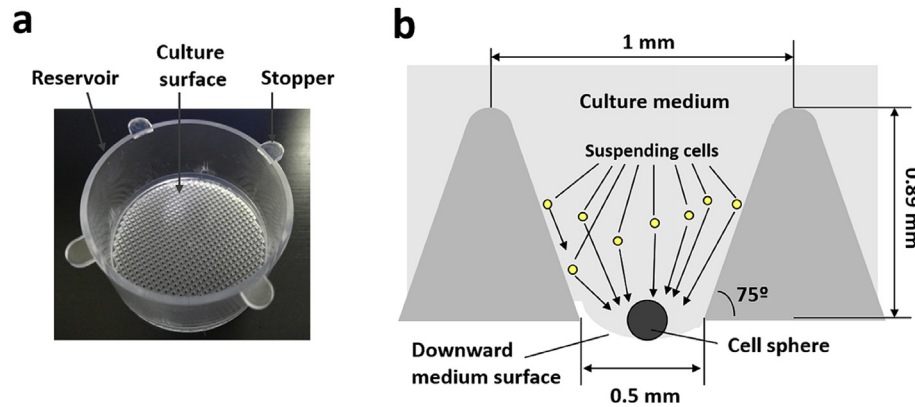 a
Reservoir
Culture
surface
Stopper
b
1 mm
Culture medium
Suspending cells
0.89 mm
75º
Downward
medium surface
Cell sphere
0.5 mm